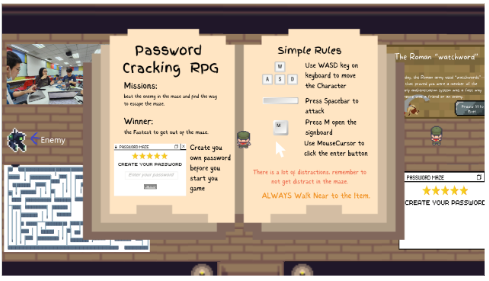 Password
Cracking RPG
Missions:
beat the enemy in the maze and find the way
to escape the maze.
Winner:
the Fastest to get out of the maze.
PASSWORD MAZE
CREATE YOUR PASSWORD
Enter your password
Create you
own password
before you
start you
game
Simple Rules
W
A S D
Use WASD key on
keyboard to move
the Character
Press Spacebar to
attack
M
Press M open the
signboard
Use MouseCursor to
click the enter button
There is a lot of distractions, remember to
not get distract in the maze.
ALWAYS Walk Near to the Item.
Enemy
The Roman "watchword"
PASSWORD MAZE
CREATE YOUR PASSWORD